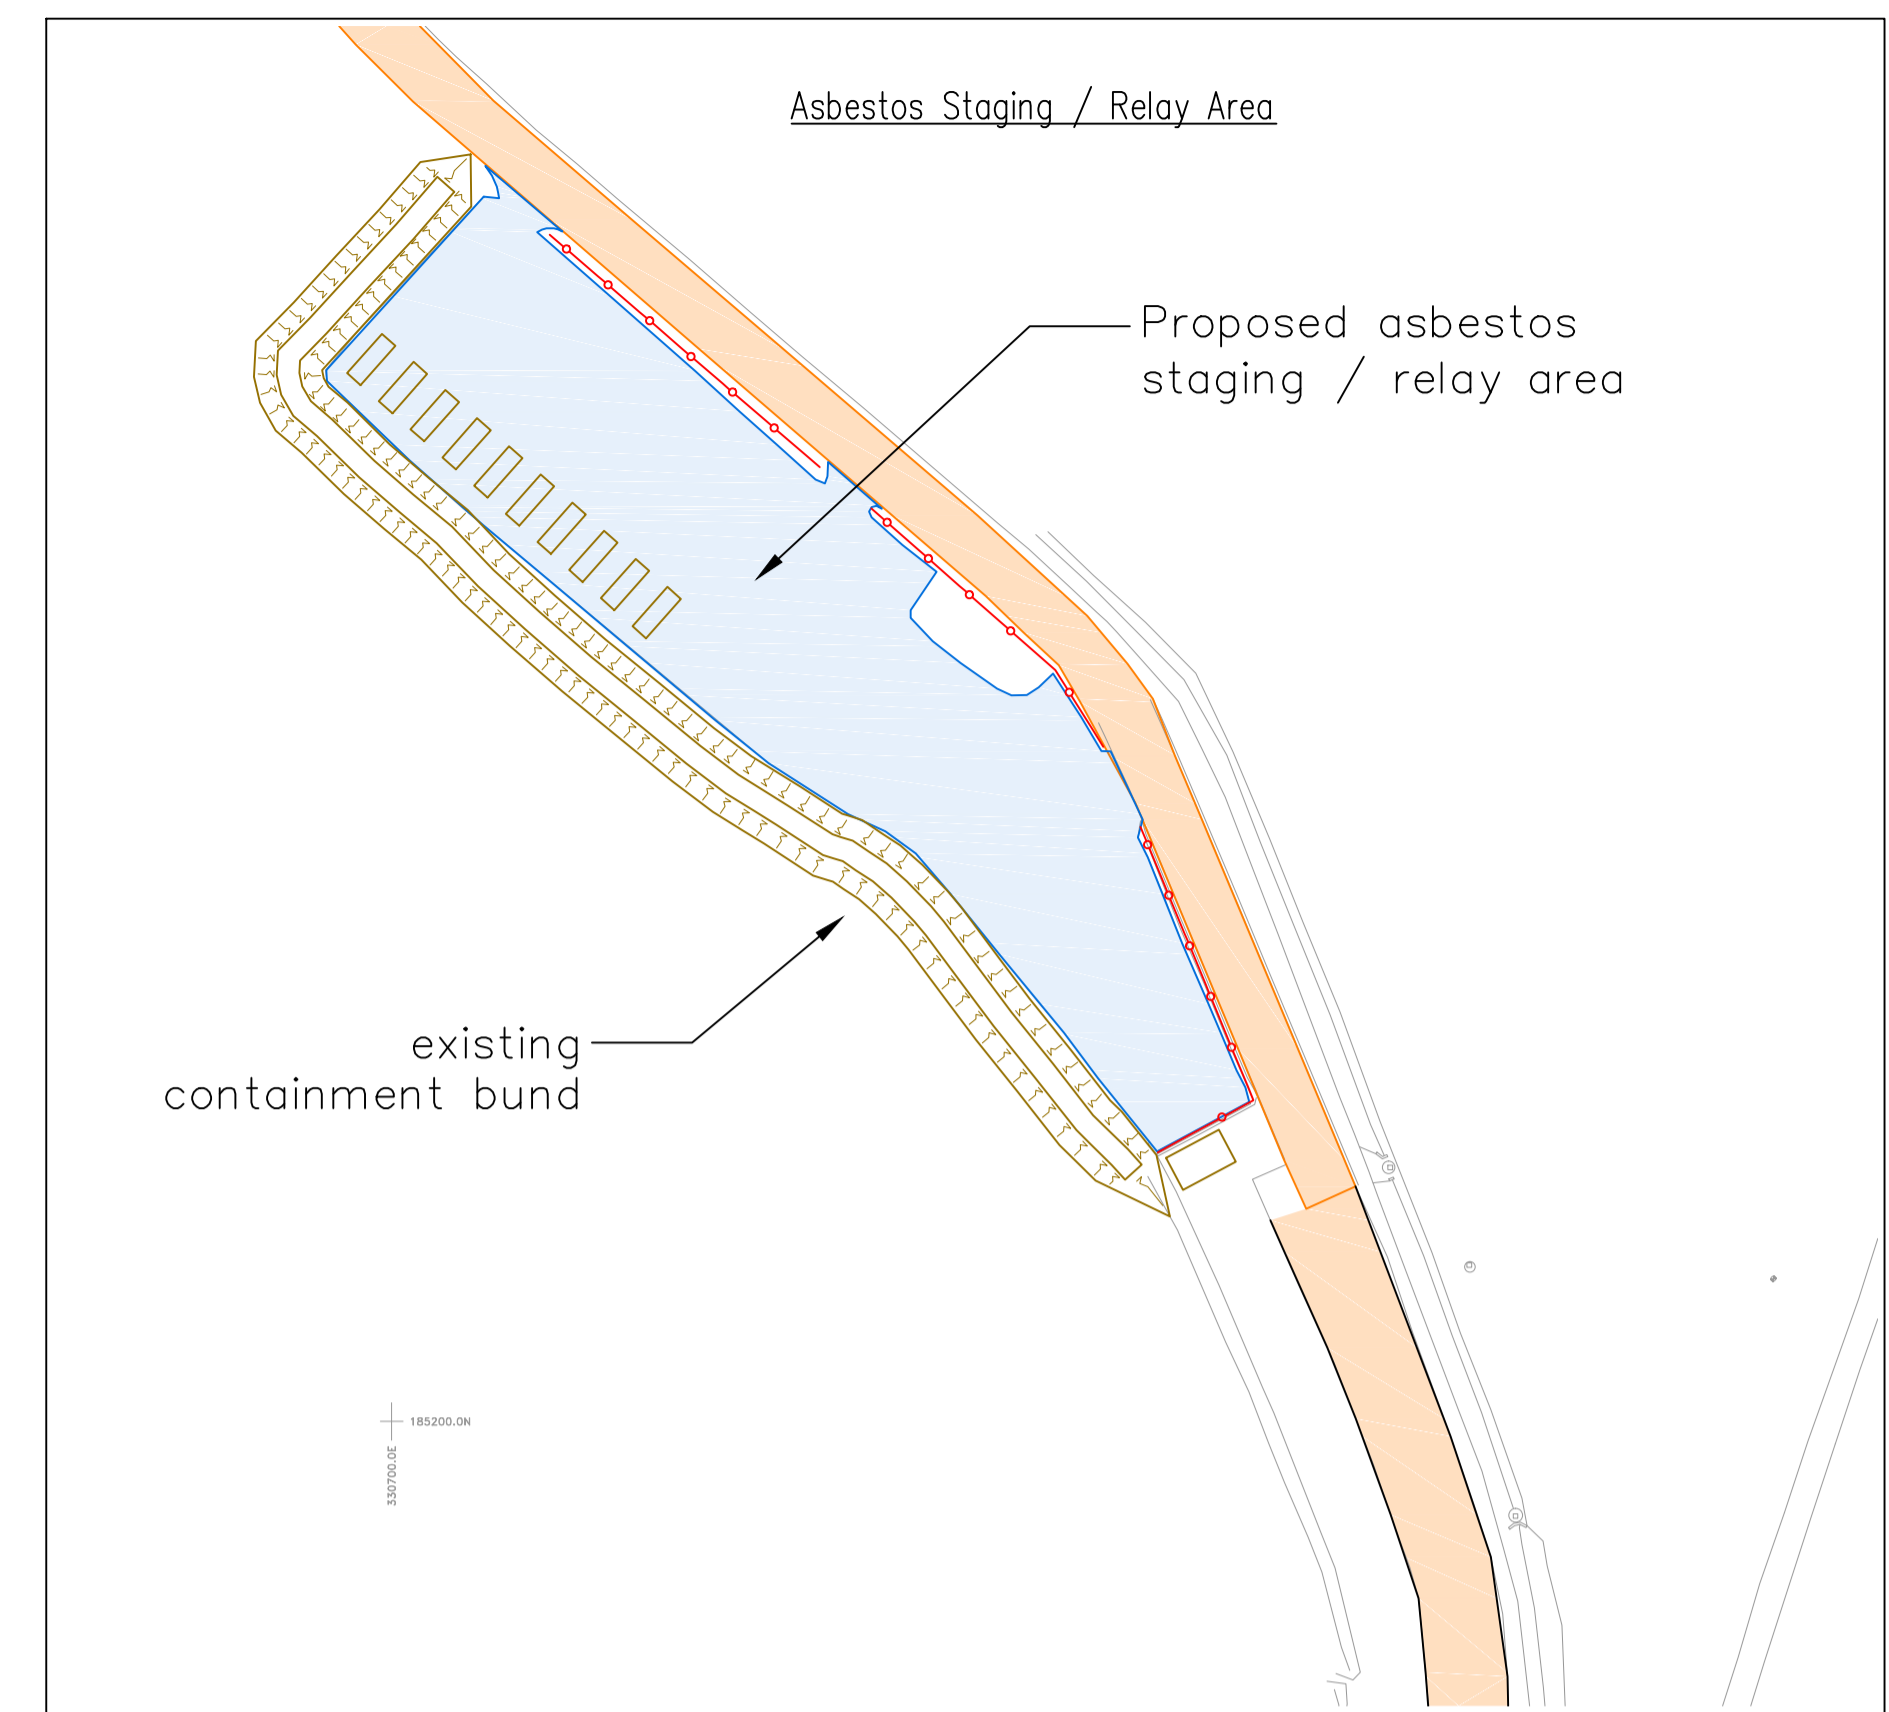 Asbestos Staging / Relay Area
Proposed asbestos
staging / relay area
existing
containment bund
185200.0N
330700.0E